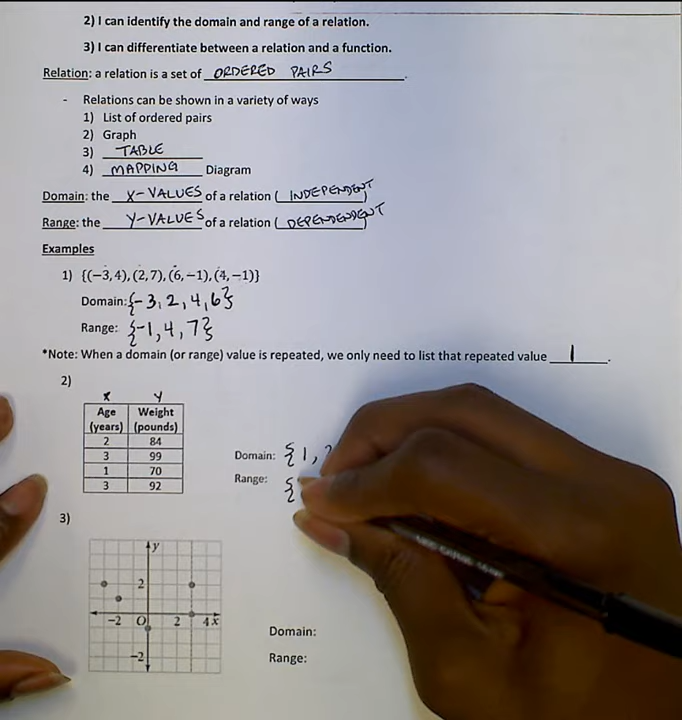 2) I can identify the domain and range of a relation.
3) I can differentiate between a relation and a function.
Relation: a relation is a set of ORDERED PAIRS.
- Relations can be shown in a variety of ways
1) List of ordered pairs
2) Graph
3) TABLE
4) MAPPING Diagram
Domain: the X-VALUES of a relation ( INDEPENDENT )
Range: the Y-VALUES of a relation ( DEPENDENDENT )
Examples
1) {(−3, 4), (2, 7), (6, −1), (4, −1)}
Domain: {-3, 2, 4, 6}
Range: {-1, 4, 7}
*Note: When a domain (or range) value is repeated, we only need to list that repeated value 1.
2)
X Y
Age (years) Weight (pounds)
2 84
3 99
1 70
3 92
Domain: {1, 2
Range: {
3)
y
2
−2 O 2 4 x
−2
Domain:
Range: